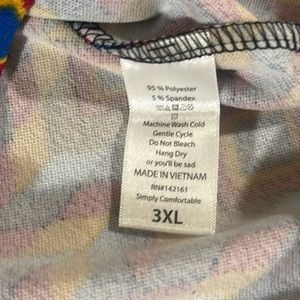 95 % Polyester
5 % Spandex
Machine Wash Cold
Gentle Cycle
Do Not Bleach
Hang Dry
or you'll be sad
MADE IN VIETNAM
RN#142161
Simply Comfortable
3XL